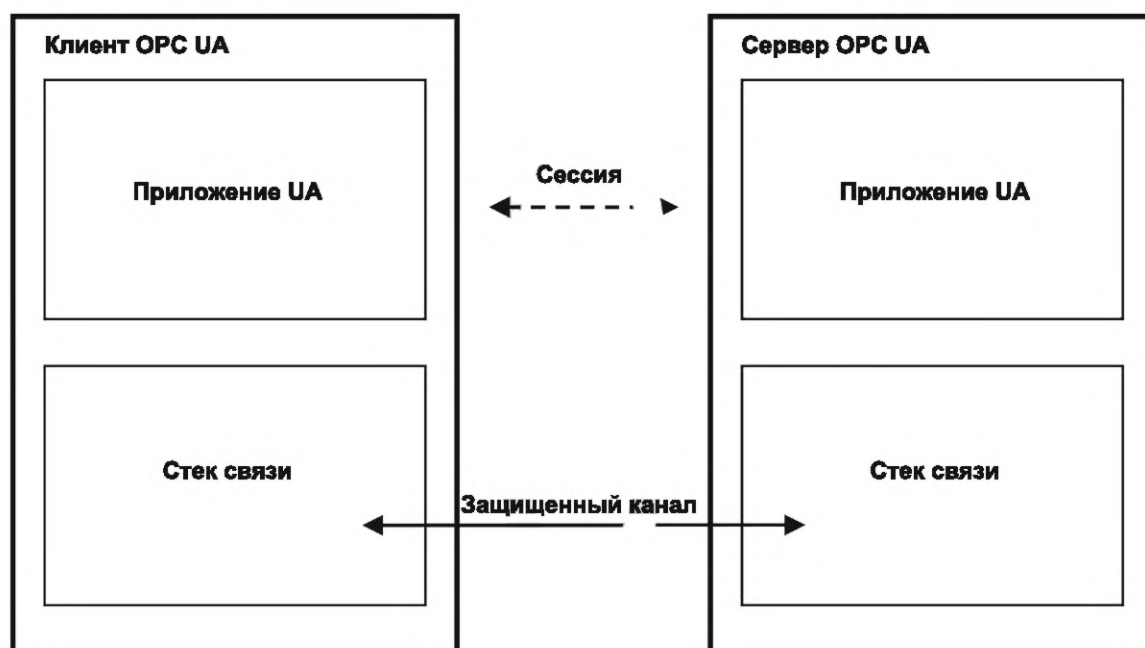 Клиент OPC UA
Сервер OPC UA
Приложение UA
Сессия
Приложение UA
Стек связи
Стек связи
Защищенный канал